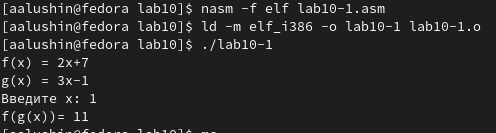 [aalushin@fedora lab10]$ nasm -f elf lab10-1.asm
[aalushin@fedora lab10]$ ld -m elf_i386 -o lab10-1 lab10-1.o
[aalushin@fedora lab10]$ ./lab10-1
f(x) = 2x+7
g(x) = 3x-1
Введите x: 1
f(g(x))= 11